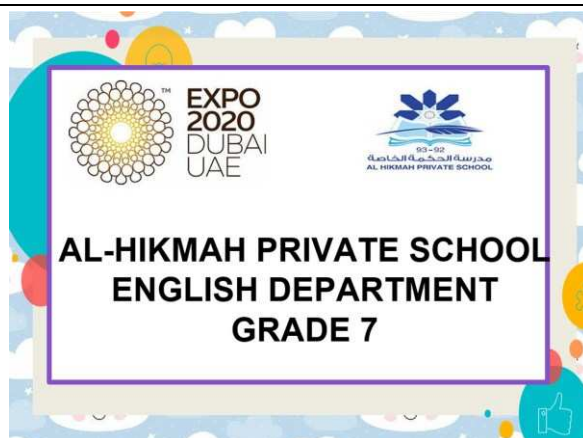 EXPO
2020
DUBAI
UAE
™
93-92
مدرسة الحكمة الخاصة
AL HIKMAH PRIVATE SCHOOL
AL-HIKMAH PRIVATE SCHOOL
ENGLISH DEPARTMENT
GRADE 7